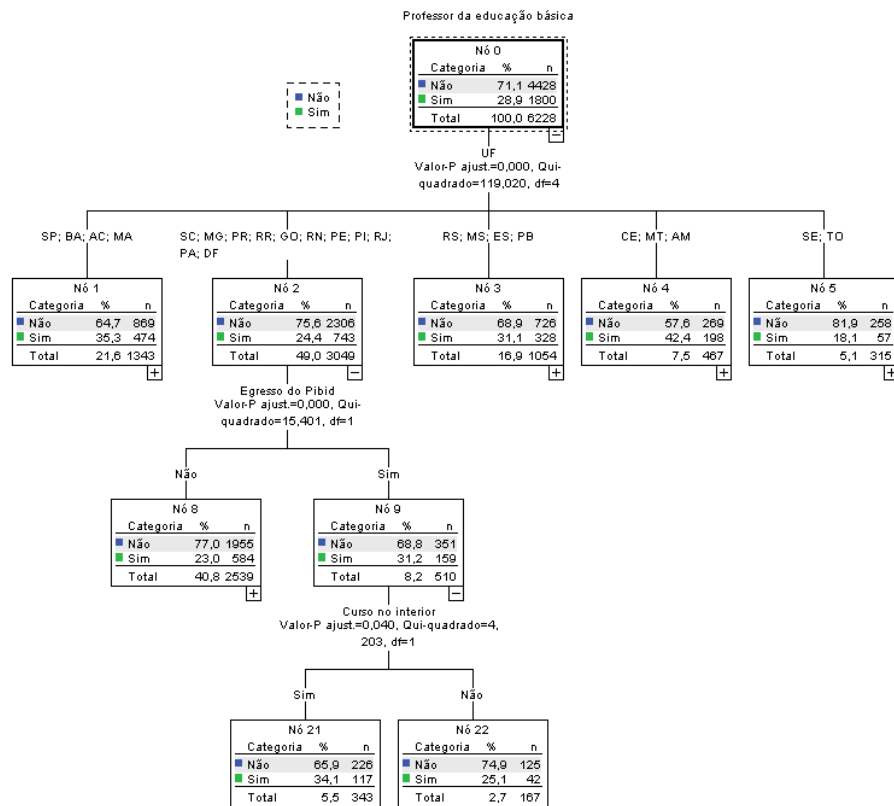 Professor da educação básica
Não
Sim
Nó 0
Categoria % n
Não 71,1 4428
Sim 28,9 1800
Total 100,0 6228
UF
Valor-P ajust.=0,000, Qui-
quadrado=119,020, df=4
SP; BA; AC; MA
SC; MG; PR; RR; GO; RN; PE; PI; RJ;
PA; DF
RS; MS; ES; PB
CE; MT; AM
SE; TO
Nó 1
Categoria % n
Não 64,7 869
Sim 35,3 474
Total 21,6 1343
Nó 2
Categoria % n
Não 75,6 2306
Sim 24,4 743
Total 49,0 3049
Nó 3
Categoria % n
Não 68,9 726
Sim 31,1 328
Total 16,9 1054
Nó 4
Categoria % n
Não 57,6 269
Sim 42,4 198
Total 7,5 467
Nó 5
Categoria % n
Não 81,9 258
Sim 18,1 57
Total 5,1 315
Egresso do Pibid
Valor-P ajust.=0,000, Qui-
quadrado=15,401, df=1
Não
Sim
Nó 8
Categoria % n
Não 77,0 1955
Sim 23,0 584
Total 40,8 2539
Nó 9
Categoria % n
Não 68,8 351
Sim 31,2 159
Total 8,2 510
Curso no interior
Valor-P ajust.=0,040, Qui-quadrado=4,
203, df=1
Sim
Não
Nó 21
Categoria % n
Não 65,9 226
Sim 34,1 117
Total 5,5 343
Nó 22
Categoria % n
Não 74,9 125
Sim 25,1 42
Total 2,7 167